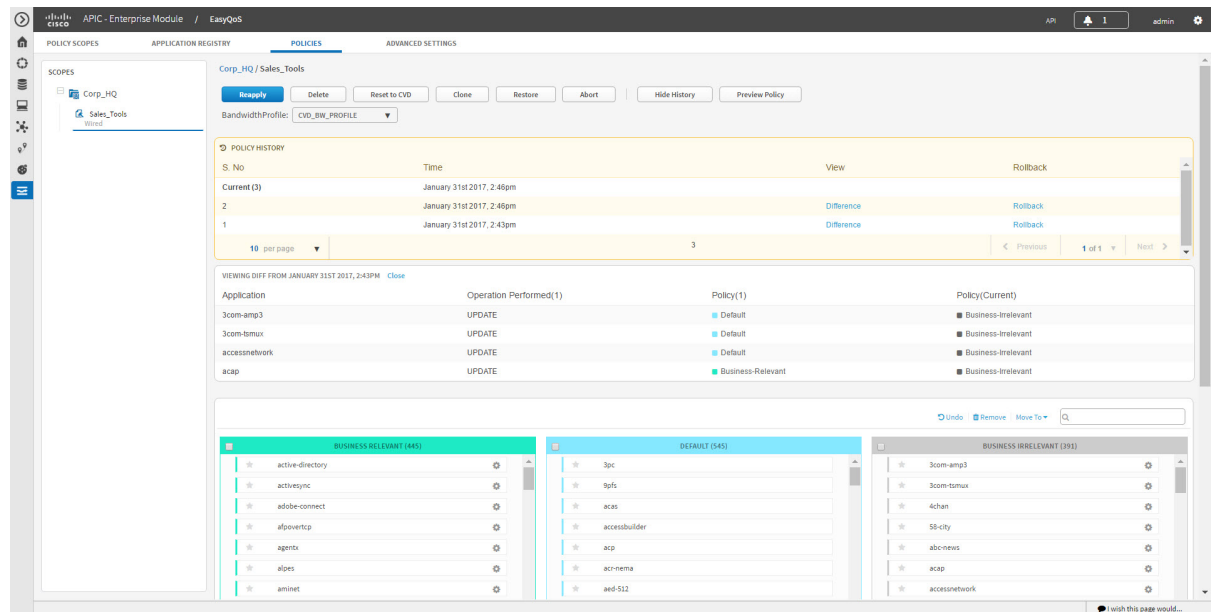 cisco APIC - Enterprise Module / EasyQoS API 1 admin
POLICY SCOPES APPLICATION REGISTRY POLICIES ADVANCED SETTINGS
SCOPES
Corp_HQ
Sales_Tools
Wired
Corp_HQ / Sales_Tools
Reapply Delete Reset to CVD Clone Restore Abort Hide History Preview Policy
BandwidthProfile: CVD_BW_PROFILE
POLICY HISTORY
S. No Time View Rollback
Current (3) January 31st 2017, 2:46pm
2 January 31st 2017, 2:46pm Difference Rollback
1 January 31st 2017, 2:43pm Difference Rollback
10 per page 3 Previous 1 of 1 Next
VIEWING DIFF FROM JANUARY 31ST 2017, 2:43PM Close
Application Operation Performed(1) Policy(1) Policy(Current)
3com-amp3 UPDATE Default Business-Irrelevant
3com-tsmux UPDATE Default Business-Irrelevant
accessnetwork UPDATE Default Business-Irrelevant
acap UPDATE Business-Relevant Business-Irrelevant
Undo Remove Move To
BUSINESS RELEVANT (445) DEFAULT (545) BUSINESS IRRELEVANT (391)
active-directory 3pc 3com-amp3
activesync 9pfs 3com-tsmux
adobe-connect acas 4chan
afpovertcp accessbuilder 58-city
agentx acp abc-news
alpes acr-nema acap
aminet aed-512 accessnetwork
I wish this page would...